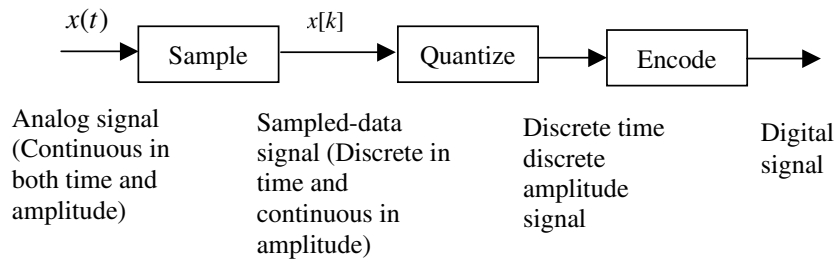 x(t)
x[k]
Sample
Quantize
Encode
Analog signal
(Continuous in
both time and
amplitude)
Sampled-data
signal (Discrete in
time and
continuous in
amplitude)
Discrete time
discrete
amplitude
signal
Digital
signal